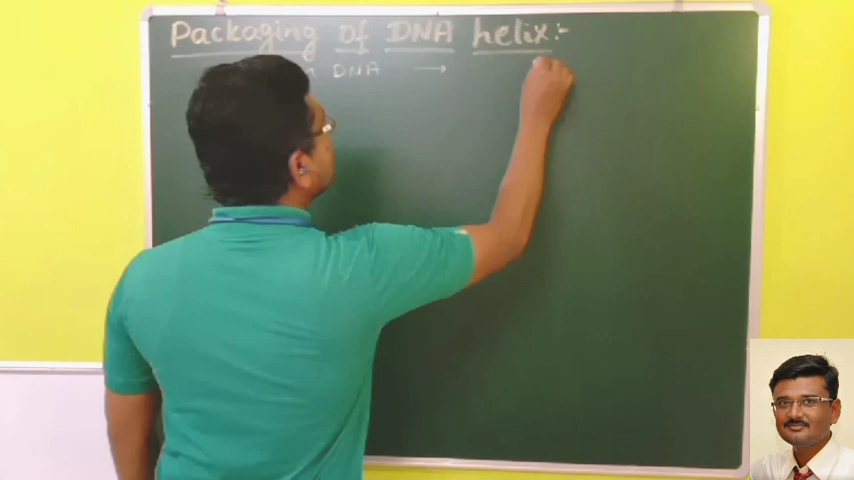 Packaging of DNA helix :-
DNA →